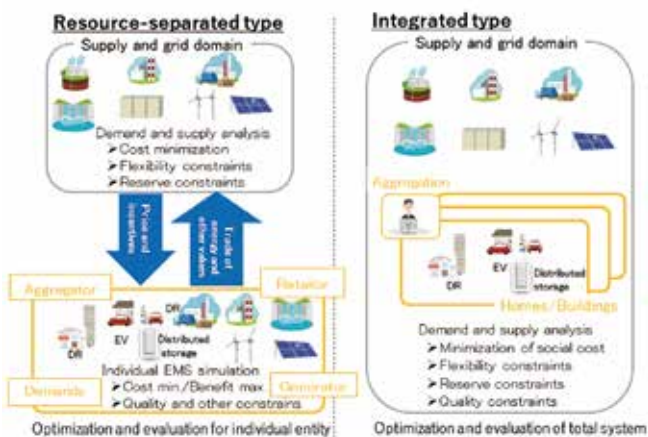 Resource-separated type
Supply and grid domain
Demand and supply analysis
➤Cost minimization
➤Flexibility constraints
➤Reserve constraints
Price and
incentives
Trade of
energy and
other values
Aggregator
Retailer
DR
DR
EV
Distributed
storage
Individual EMS simulation
Demands
Generator
➤Cost min/Benefit max
➤Quality and other constrains
Optimization and evaluation for individual entity
Integrated type
Supply and grid domain
Aggregation
DR
EV
Distributed
storage
Homes/Buildings
Demand and supply analysis
➤Minimization of social cost
➤Flexibility constraints
➤Reserve constraints
➤Quality constraints
Optimization and evaluation of total system